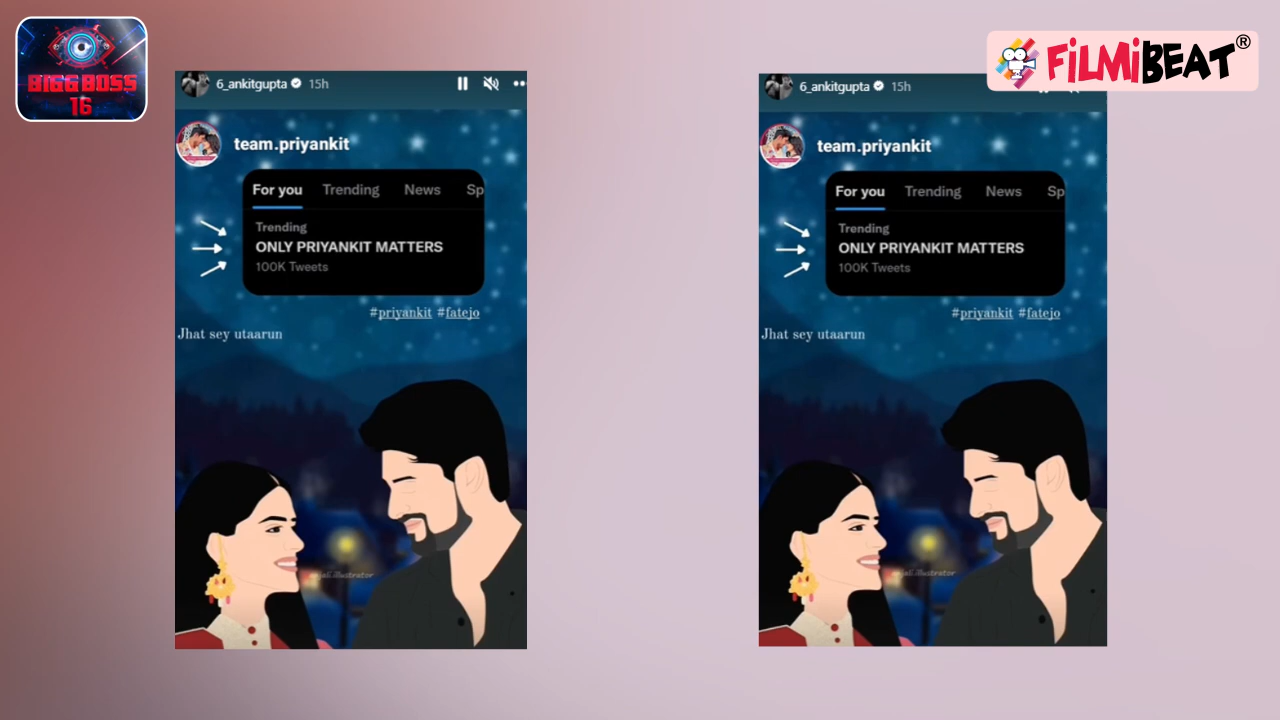 BIGG BOSS
16
FiLMiBEAT®
6_ankitgupta 15h
team.priyankit
For you Trending News Sp
Trending
ONLY PRIYANKIT MATTERS
100K Tweets
#priyankit #fatejo
Jhat sey utaarun
6_ankitgupta 15h
team.priyankit
For you Trending News Sp
Trending
ONLY PRIYANKIT MATTERS
100K Tweets
#priyankit #fatejo
Jhat sey utaarun